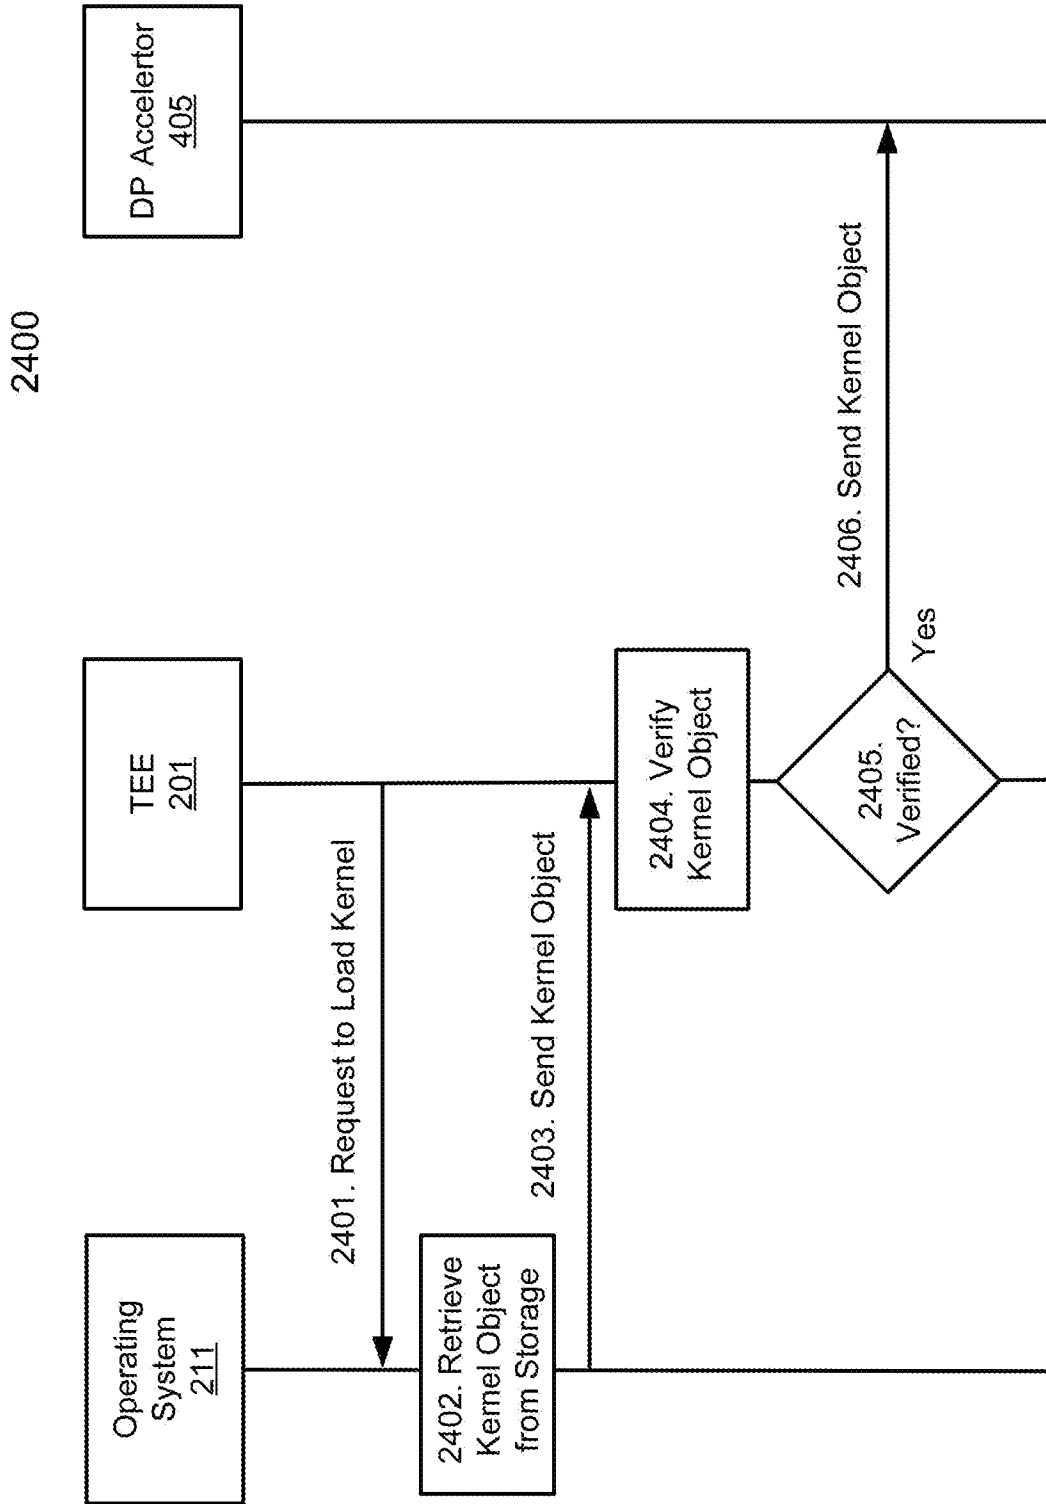 2400
Operating
System
211
TEE
201
DP Accelertor
405
2401. Request to Load Kernel
2402. Retrieve
Kernel Object
from Storage
2403. Send Kernel Object
2404. Verify
Kernel Object
2405.
Verified?
Yes
2406. Send Kernel Object